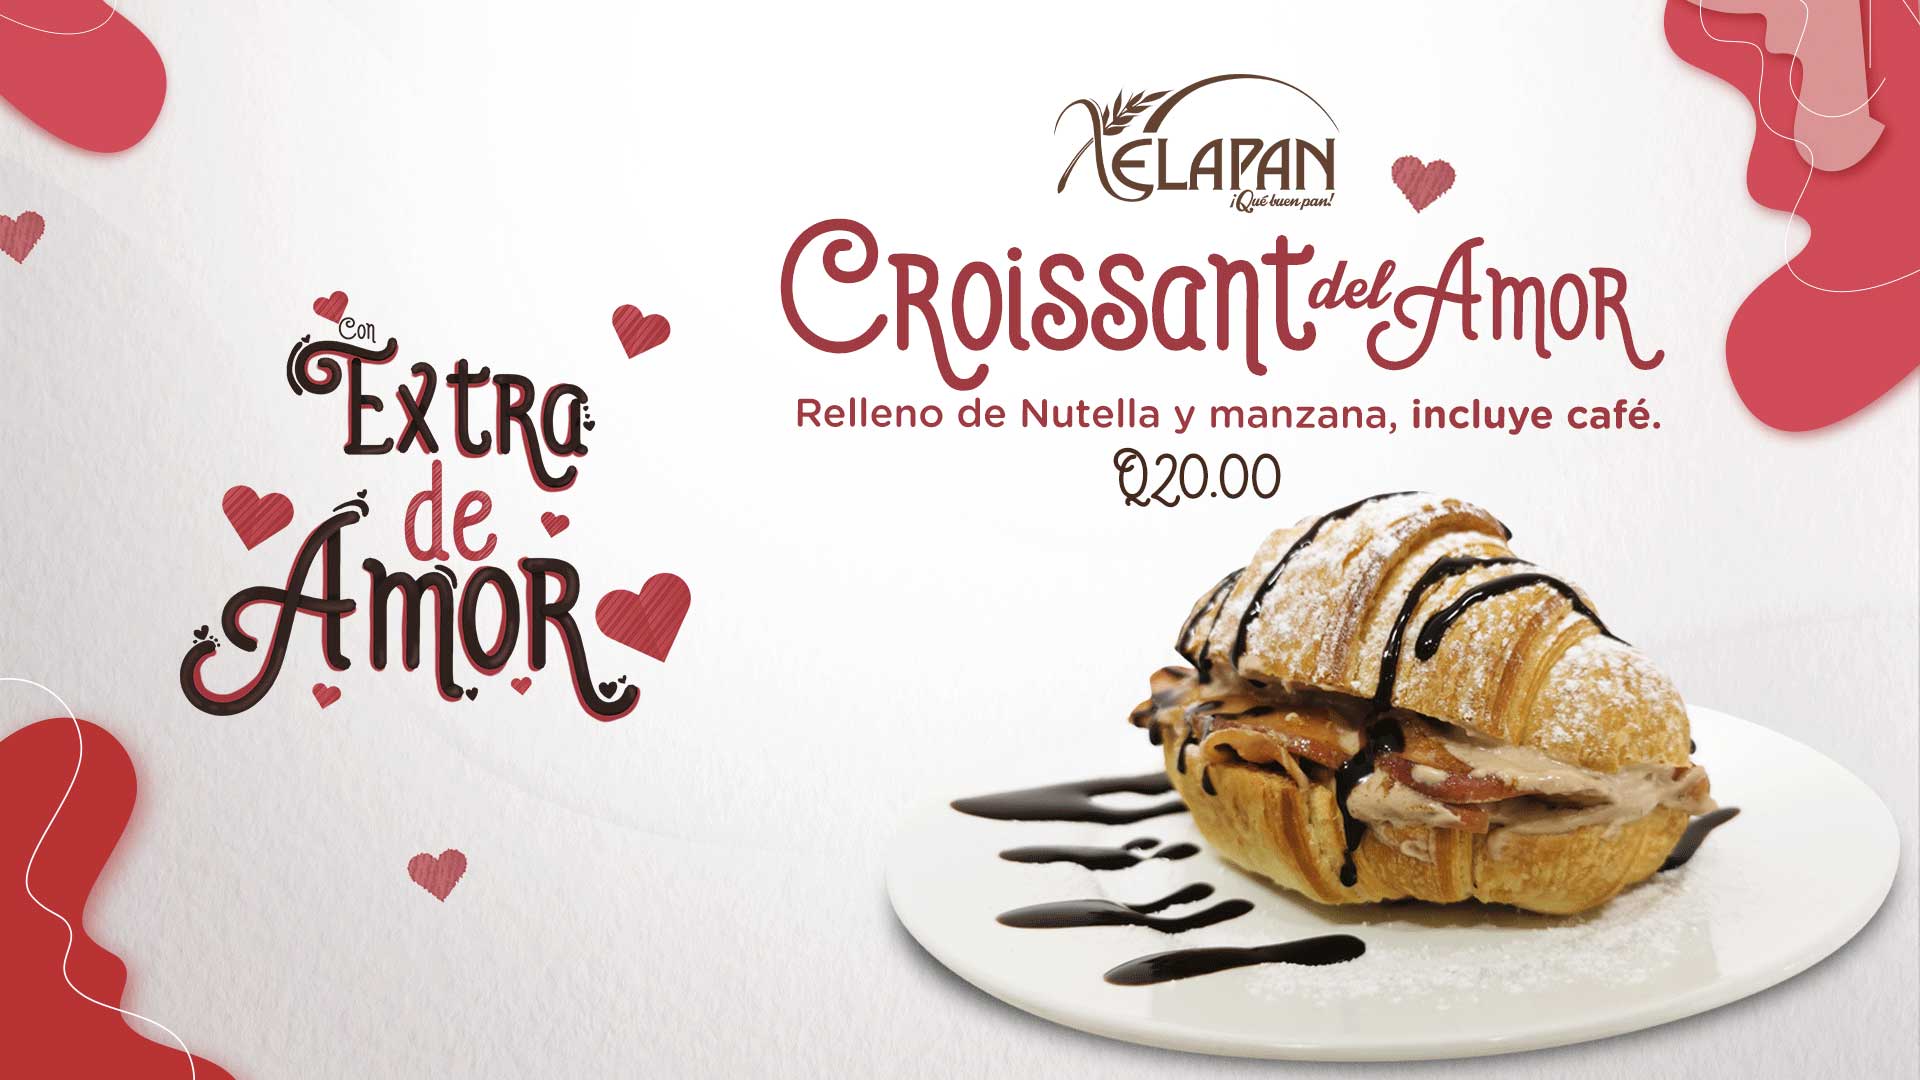 Con
Extra
de
Amor
XELAPAN
¡Qué buen pan!
Croissant del Amor
Relleno de Nutella y manzana, incluye café.
Q20.00